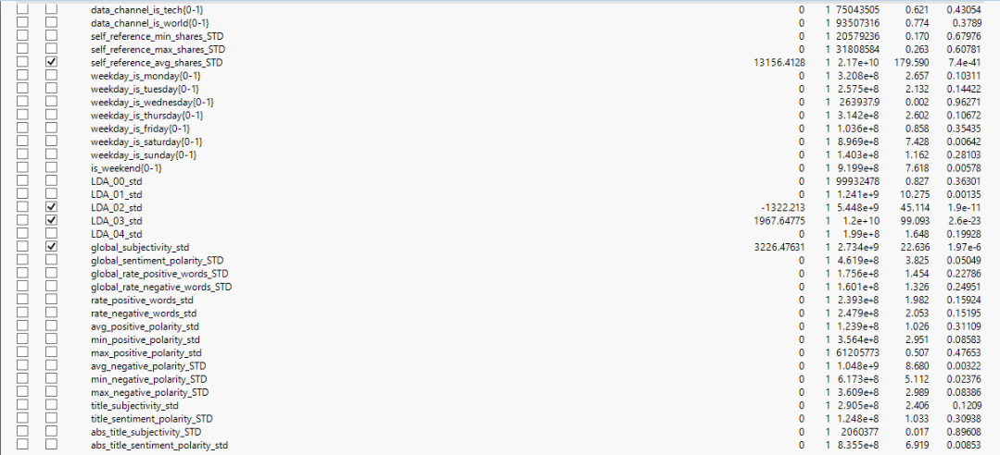 data_channel_is_tech{0-1} 0 1 75043505 0.621 0.43054
data_channel_is_world{0-1} 0 1 93507316 0.774 0.3789
self_reference_min_shares_STD 0 1 20579236 0.170 0.67976
self_reference_max_shares_STD 0 1 31808584 0.263 0.60781
self_reference_avg_shares_STD 13156.4128 1 2.17e+10 179.590 7.4e-41
weekday_is_monday{0-1} 0 1 3.208e+8 2.657 0.10311
weekday_is_tuesday{0-1} 0 1 2.575e+8 2.132 0.14422
weekday_is_wednesday{0-1} 0 1 263937.9 0.002 0.96271
weekday_is_thursday{0-1} 0 1 3.142e+8 2.602 0.10672
weekday_is_friday{0-1} 0 1 1.036e+8 0.858 0.35435
weekday_is_saturday{0-1} 0 1 8.969e+8 7.428 0.00642
weekday_is_sunday{0-1} 0 1 1.403e+8 1.162 0.28103
is_weekend{0-1} 0 1 9.199e+8 7.618 0.00578
LDA_00_std 0 1 99932478 0.827 0.36301
LDA_01_std 0 1 1.241e+9 10.275 0.00135
LDA_02_std -1322.213 1 5.448e+9 45.114 1.9e-11
LDA_03_std 1967.64775 1 1.2e+10 99.093 2.6e-23
LDA_04_std 0 1 1.99e+8 1.648 0.19928
global_subjectivity_std 3226.47631 1 2.734e+9 22.636 1.97e-6
global_sentiment_polarity_STD 0 1 4.619e+8 3.825 0.05049
global_rate_positive_words_STD 0 1 1.756e+8 1.454 0.22786
global_rate_negative_words_STD 0 1 1.601e+8 1.326 0.24951
rate_positive_words_std 0 1 2.393e+8 1.982 0.15924
rate_negative_words_std 0 1 2.479e+8 2.053 0.15195
avg_positive_polarity_std 0 1 1.239e+8 1.026 0.31109
min_positive_polarity_std 0 1 3.564e+8 2.951 0.08583
max_positive_polarity_std 0 1 61205773 0.507 0.47653
avg_negative_polarity_STD 0 1 1.048e+9 8.680 0.00322
min_negative_polarity_STD 0 1 6.173e+8 5.112 0.02376
max_negative_polarity_STD 0 1 3.609e+8 2.989 0.08386
title_subjectivity_std 0 1 2.905e+8 2.406 0.1209
title_sentiment_polarity_STD 0 1 1.248e+8 1.033 0.30938
abs_title_subjectivity_STD 0 1 2060377 0.017 0.89608
abs_title_sentiment_polarity_std 0 1 8.355e+8 6.919 0.00853